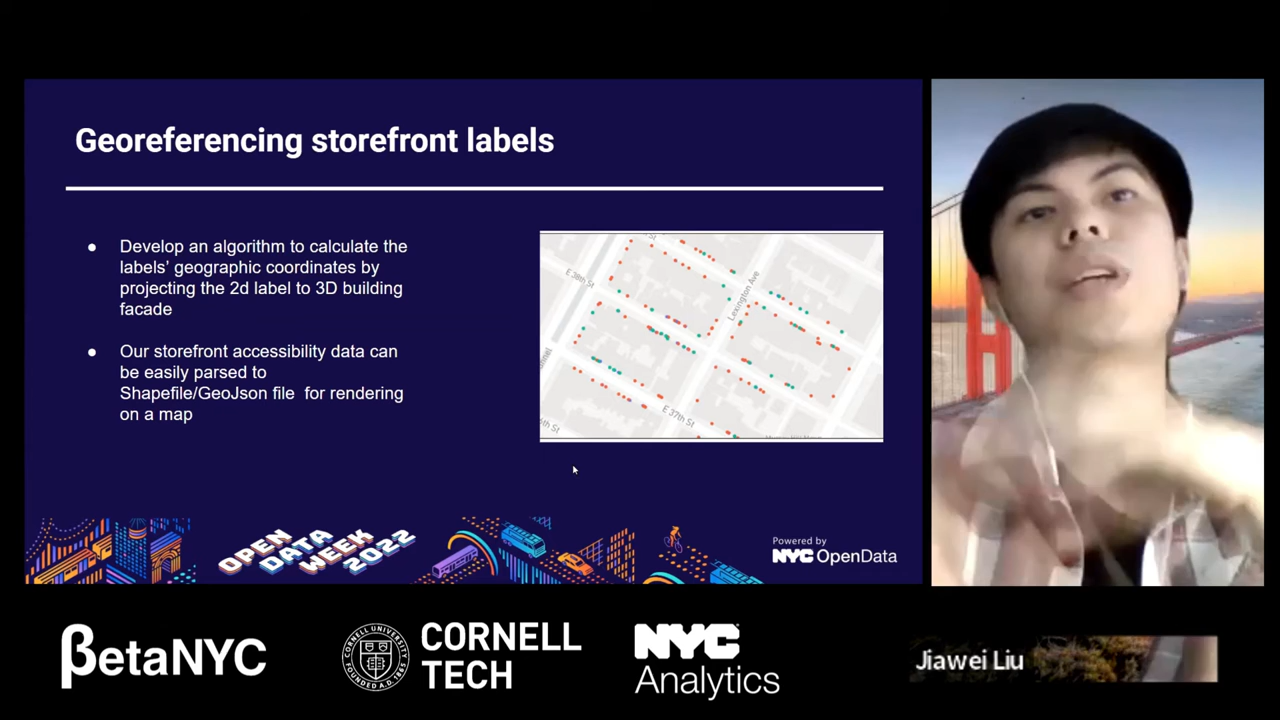 Georeferencing storefront labels
● Develop an algorithm to calculate the
labels' geographic coordinates by
projecting the 2d label to 3D building
facade
● Our storefront accessibility data can
be easily parsed to
Shapefile/GeoJson file for rendering
on a map
E 38th St
Lexington Ave
E 37th St
OPEN
DATA
WEEK
2022
Powered by
NYC OpenData
βetaNYC
CORNELL
TECH
NYC
Analytics
Jiawei Liu